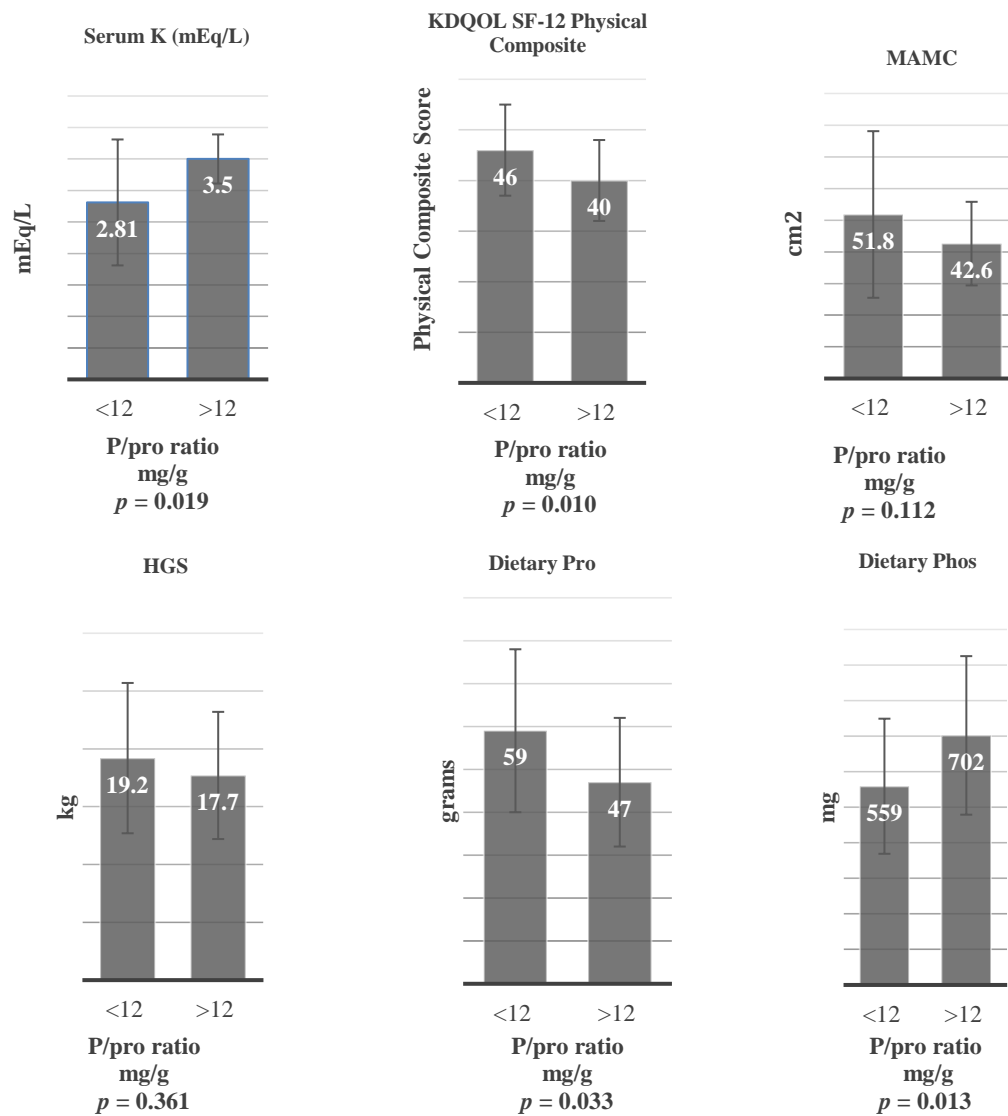 Serum K (mEq/L)
mEq/L
2.81
3.5
<12
>12
P/pro ratio
mg/g
p = 0.019
KDQOL SF-12 Physical
Composite
Physical Composite Score
46
40
<12
>12
P/pro ratio
mg/g
p = 0.010
MAMC
cm2
51.8
42.6
<12
>12
P/pro ratio
mg/g
p = 0.112
HGS
kg
19.2
17.7
<12
>12
P/pro ratio
mg/g
p = 0.361
Dietary Pro
grams
59
47
<12
>12
P/pro ratio
mg/g
p = 0.033
Dietary Phos
mg
559
702
<12
>12
P/pro ratio
mg/g
p = 0.013